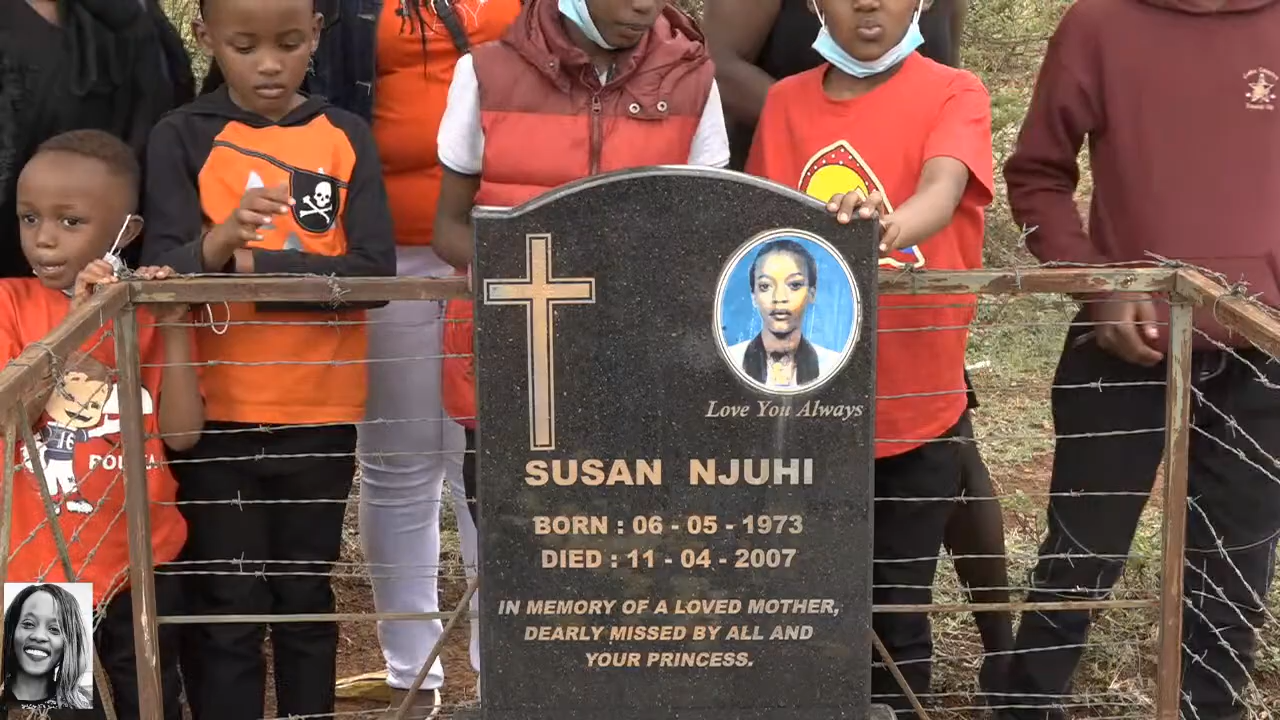 Love You Always
SUSAN NJUHI
BORN : 06 - 05 - 1973
DIED : 11 - 04 - 2007
IN MEMORY OF A LOVED MOTHER,
DEARLY MISSED BY ALL AND
YOUR PRINCESS.
16